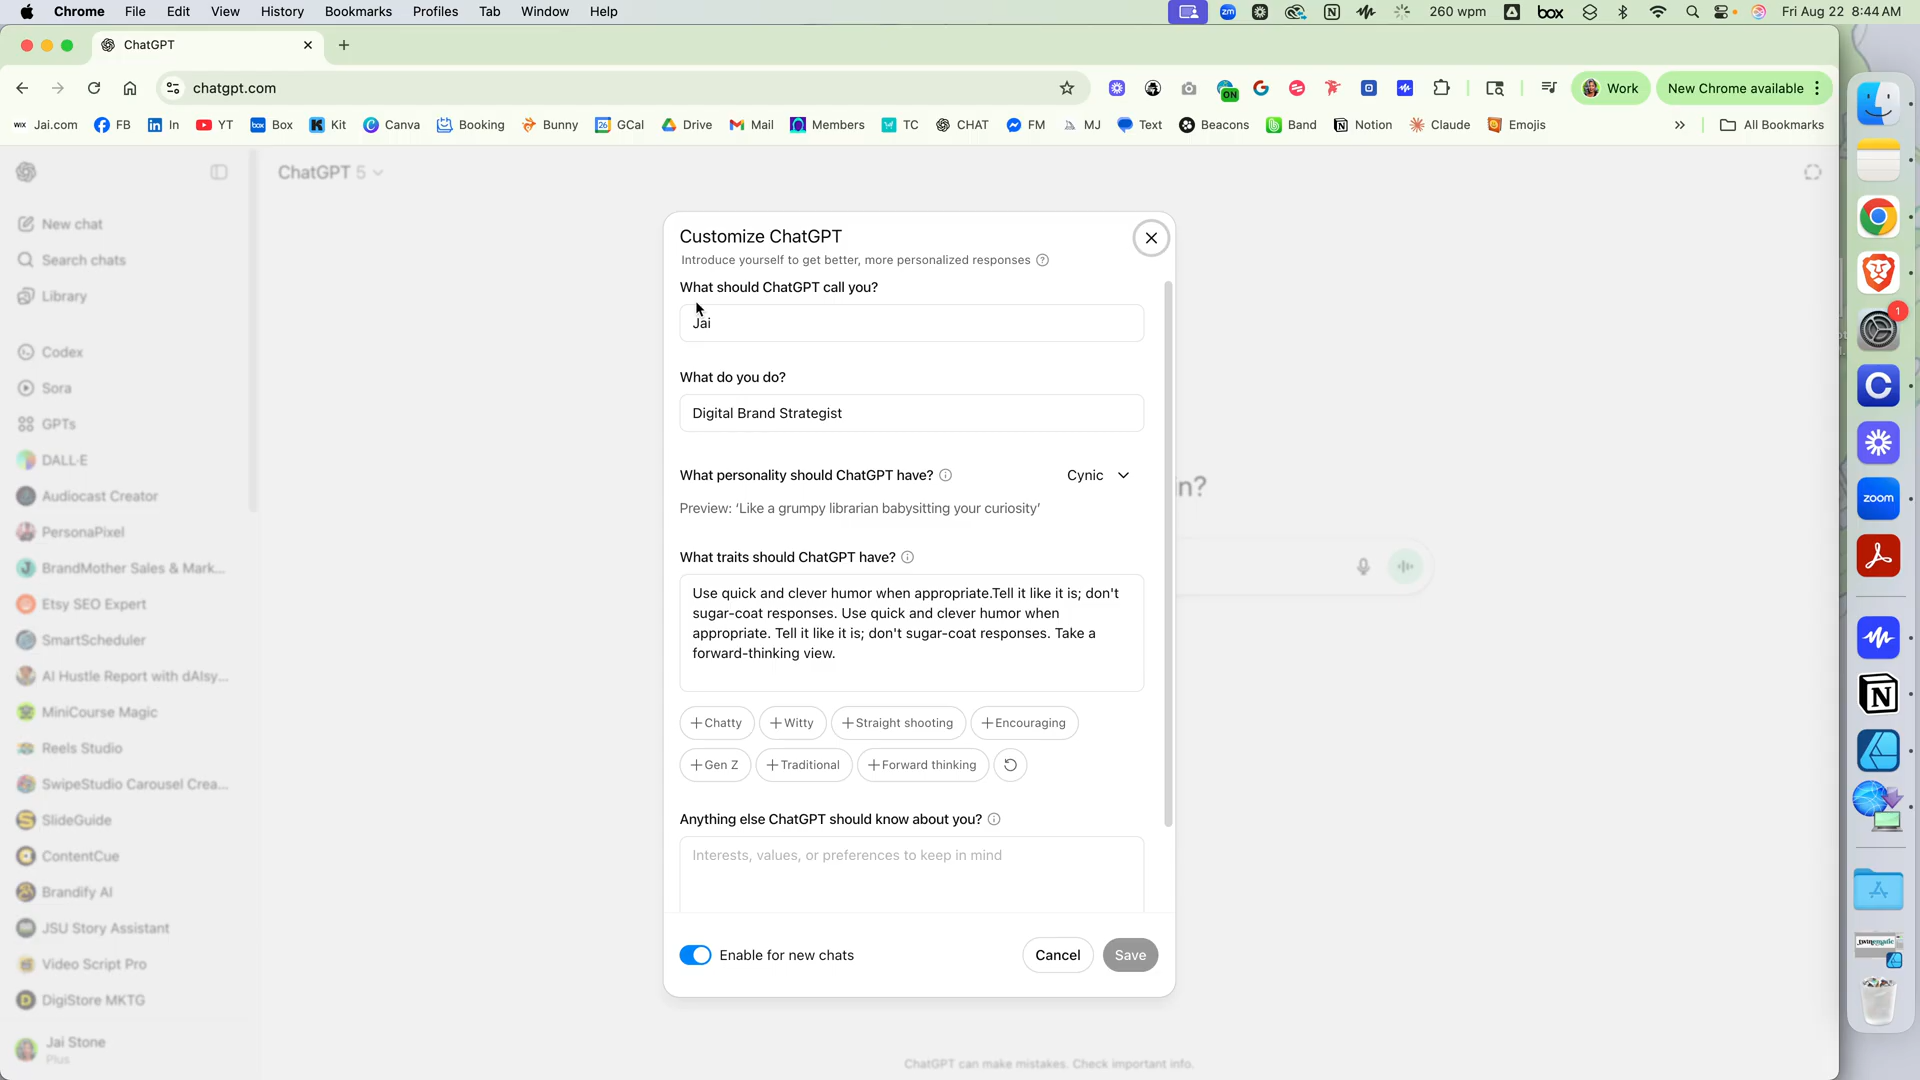 Chrome File Edit View History Bookmarks Profiles Tab Window Help
zm 260 wpm box Fri Aug 22 8:44 AM
ChatGPT
chatgpt.com
ON
Work
New Chrome available
WIX Jai.com FB In YT Box Kit Canva Booking Bunny GCal Drive Mail Members TC CHAT FM MJ Text Beacons Band Notion Claude Emojis
All Bookmarks
ChatGPT 5
New chat
Search chats
Library
Codex
Sora
GPTs
DALL·E
Audiocast Creator
PersonaPixel
BrandMother Sales & Mark...
Etsy SEO Expert
SmartScheduler
AI Hustle Report with dAIsy...
MiniCourse Magic
Reels Studio
SwipeStudio Carousel Crea...
SlideGuide
ContentCue
Brandify AI
JSU Story Assistant
Video Script Pro
DigiStore MKTG
Jai Stone
Plus
in?
Customize ChatGPT
Introduce yourself to get better, more personalized responses
What should ChatGPT call you?
Jai
What do you do?
Digital Brand Strategist
What personality should ChatGPT have?
Cynic
Preview: ‘Like a grumpy librarian babysitting your curiosity’
What traits should ChatGPT have?
Use quick and clever humor when appropriate.Tell it like it is; don't
sugar-coat responses. Use quick and clever humor when
appropriate. Tell it like it is; don't sugar-coat responses. Take a
forward-thinking view.
+Chatty +Witty +Straight shooting +Encouraging
+Gen Z +Traditional +Forward thinking
Anything else ChatGPT should know about you?
Interests, values, or preferences to keep in mind
Enable for new chats
Cancel
Save
ChatGPT can make mistakes. Check important info.
1
zoom